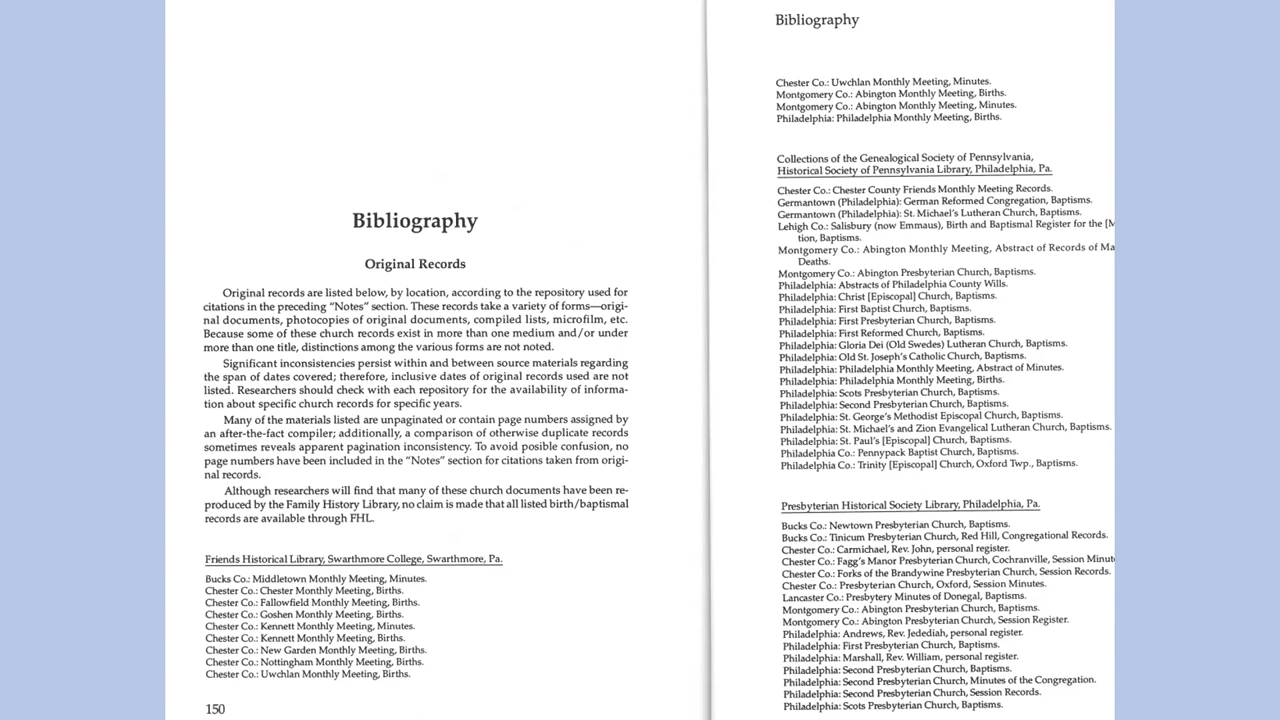 Bibliography
Original Records
Original records are listed below, by location, according to the repository used for
citations in the preceding “Notes” section. These records take a variety of forms—origi-
nal documents, photocopies of original documents, compiled lists, microfilm, etc.
Because some of these church records exist in more than one medium and/or under
more than one title, distinctions among the various forms are not noted.
Significant inconsistencies persist within and between source materials regarding
the span of dates covered; therefore, inclusive dates of original records used are not
listed. Researchers should check with each repository for the availability of informa-
tion about specific church records for specific years.
Many of the materials listed are unpaginated or contain page numbers assigned by
an after-the-fact compiler; additionally, a comparison of otherwise duplicate records
sometimes reveals apparent pagination inconsistency. To avoid possible confusion, no
page numbers have been included in the “Notes” section for citations taken from origi-
nal records.
Although researchers will find that many of these church documents have been re-
produced by the Family History Library, no claim is made that all listed birth/baptismal
records are available through FHL.
Friends Historical Library, Swarthmore College, Swarthmore, Pa.
Bucks Co.: Middletown Monthly Meeting, Minutes.
Chester Co.: Chester Monthly Meeting, Births.
Chester Co.: Fallowfield Monthly Meeting, Births.
Chester Co.: Goshen Monthly Meeting, Births.
Chester Co.: Kennett Monthly Meeting, Minutes.
Chester Co.: Kennett Monthly Meeting, Births.
Chester Co.: New Garden Monthly Meeting, Births.
Chester Co.: Nottingham Monthly Meeting, Births.
Chester Co.: Uwchlan Monthly Meeting, Births.
150
Bibliography
Chester Co.: Uwchlan Monthly Meeting, Minutes.
Montgomery Co.: Abington Monthly Meeting, Births.
Montgomery Co.: Abington Monthly Meeting, Minutes.
Philadelphia: Philadelphia Monthly Meeting, Births.
Collections of the Genealogical Society of Pennsylvania,
Historical Society of Pennsylvania Library, Philadelphia, Pa.
Chester Co.: Chester County Friends Monthly Meeting Records.
Germantown (Philadelphia): German Reformed Congregation, Baptisms.
Germantown (Philadelphia): St. Michael’s Lutheran Church, Baptisms.
Lehigh Co.: Salisbury (now Emmaus), Birth and Baptismal Register for the [M
tion, Baptisms.
Montgomery Co.: Abington Monthly Meeting, Abstract of Records of Ma
Deaths.
Montgomery Co.: Abington Presbyterian Church, Baptisms.
Philadelphia: Abstracts of Philadelphia County Wills.
Philadelphia: Christ [Episcopal] Church, Baptisms.
Philadelphia: First Baptist Church, Baptisms.
Philadelphia: First Presbyterian Church, Baptisms.
Philadelphia: First Reformed Church, Baptisms.
Philadelphia: Gloria Dei (Old Swedes) Lutheran Church, Baptisms.
Philadelphia: Old St. Joseph’s Catholic Church, Baptisms.
Philadelphia: Philadelphia Monthly Meeting, Abstract of Minutes.
Philadelphia: Philadelphia Monthly Meeting, Births.
Philadelphia: Scots Presbyterian Church, Baptisms.
Philadelphia: Second Presbyterian Church, Baptisms.
Philadelphia: St. George’s Methodist Episcopal Church, Baptisms.
Philadelphia: St. Michael’s and Zion Evangelical Lutheran Church, Baptisms.
Philadelphia: St. Paul’s [Episcopal] Church, Baptisms.
Philadelphia Co.: Pennypack Baptist Church, Baptisms.
Philadelphia Co.: Trinity [Episcopal] Church, Oxford Twp., Baptisms.
Presbyterian Historical Society Library, Philadelphia, Pa.
Bucks Co.: Newtown Presbyterian Church, Baptisms.
Bucks Co.: Tinicum Presbyterian Church, Red Hill, Congregational Records.
Chester Co.: Carmichael, Rev. John, personal register.
Chester Co.: Fagg’s Manor Presbyterian Church, Cochranville, Session Minut
Chester Co.: Forks of the Brandywine Presbyterian Church, Session Records.
Chester Co.: Presbyterian Church, Oxford, Session Minutes.
Lancaster Co.: Presbytery Minutes of Donegal, Baptisms.
Montgomery Co.: Abington Presbyterian Church, Baptisms.
Montgomery Co.: Abington Presbyterian Church, Session Register.
Philadelphia: Andrews, Rev. Jedediah, personal register.
Philadelphia: First Presbyterian Church, Baptisms.
Philadelphia: Marshall, Rev. William, personal register.
Philadelphia: Second Presbyterian Church, Baptisms.
Philadelphia: Second Presbyterian Church, Minutes of the Congregation.
Philadelphia: Second Presbyterian Church, Session Records.
Philadelphia: Scots Presbyterian Church, Baptisms.